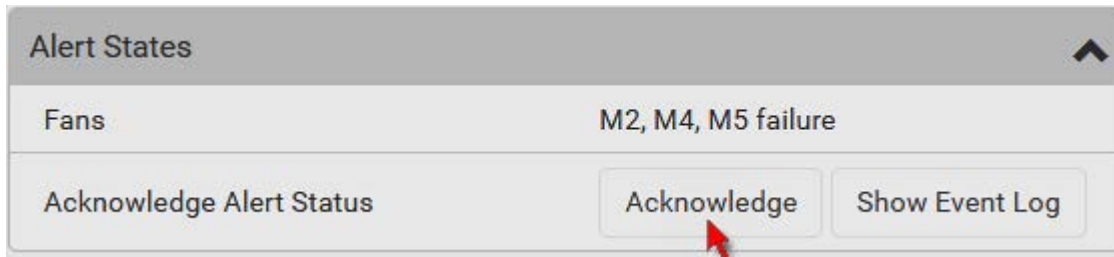 Alert States
Fans M2, M4, M5 failure
Acknowledge Alert Status Acknowledge Show Event Log